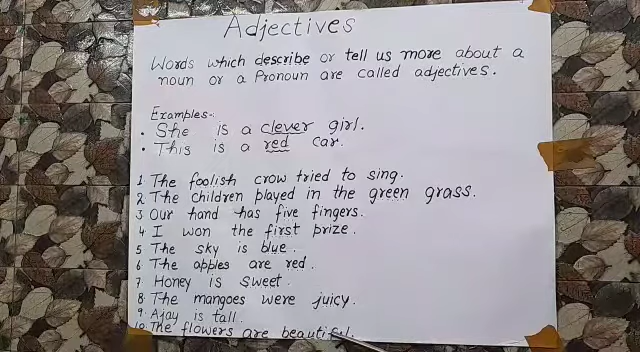 Adjectives
Words which describe or tell us more about a
noun or a Pronoun are called adjectives.
Examples-
• She is a clever girl.
• This is a red car.
1 The foolish crow tried to sing.
2 The children played in the green grass.
3 Our hand has five fingers.
4 I won the first prize.
5 The sky is blue.
6 The apples are red.
7 Honey is sweet.
8 The mangoes were juicy.
9 Ajay is tall.
10 The flowers are beautiful.